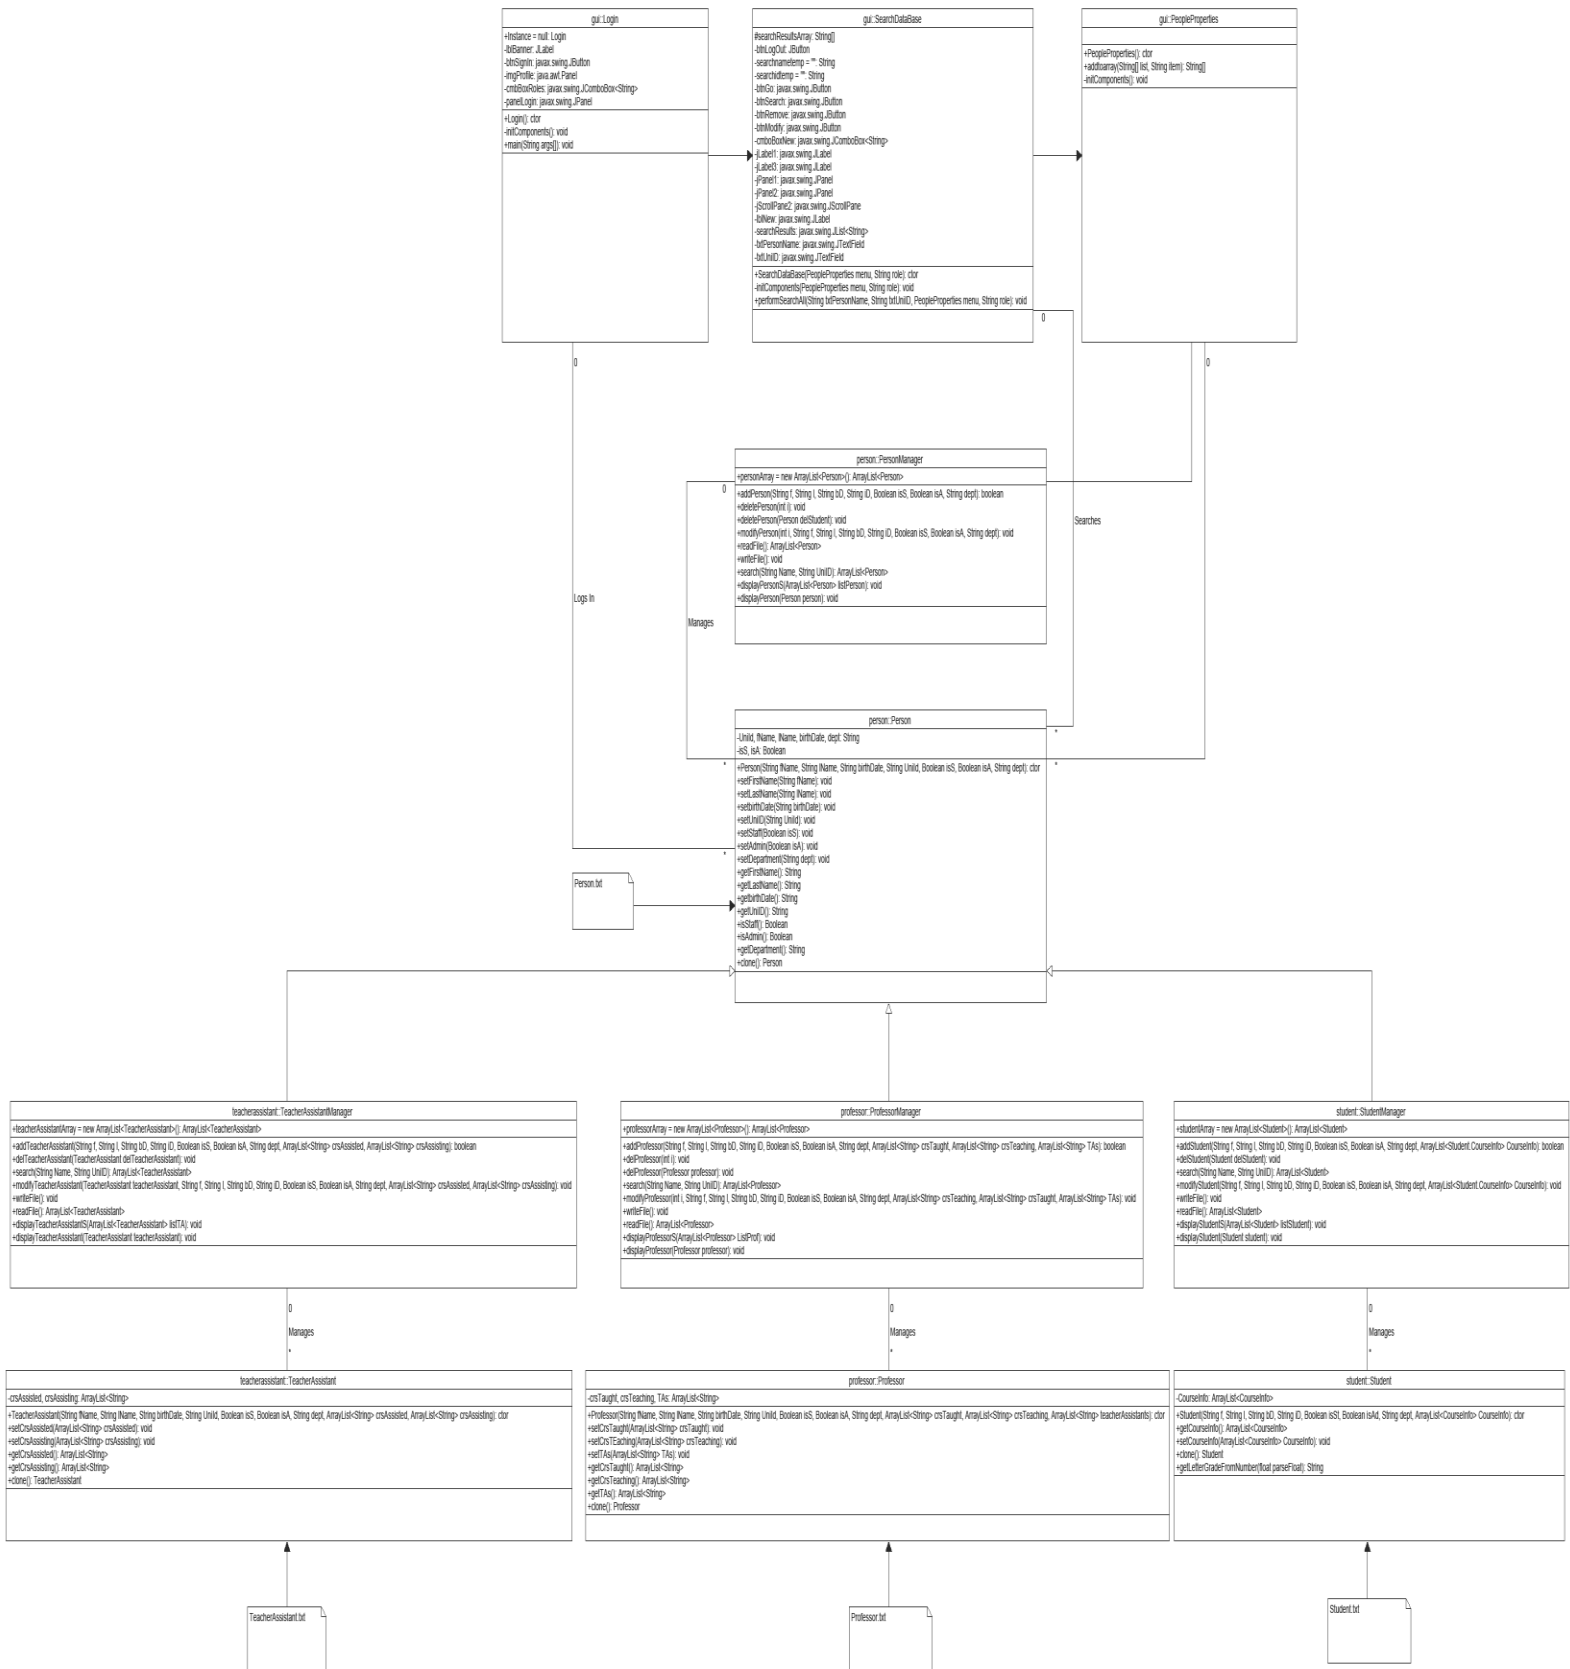 gui::Login
+Instance = null: Login
-lblBanner: JLabel
-btnSignIn: javax.swing.JButton
-imgProfile: java.awt.Panel
-cmbBoxRoles: javax.swing.JComboBox<String>
-panelLogin: javax.swing.JPanel
+Login(): ctor
-initComponents(): void
+main(String args[]): void
gui::SearchDataBase
#searchResultsArray: String[]
-btnLogOut: JButton
-searchnametemp = "": String
-searchidtemp = "": String
-btnGo: javax.swing.JButton
-btnSearch: javax.swing.JButton
-btnRemove: javax.swing.JButton
-btnModify: javax.swing.JButton
-cmboBoxNew: javax.swing.JComboBox<String>
-jLabel1: javax.swing.JLabel
-jLabel3: javax.swing.JLabel
-jPanel1: javax.swing.JPanel
-jPanel2: javax.swing.JPanel
-jScrollPane2: javax.swing.JScrollPane
-lblNew: javax.swing.JLabel
-searchResults: javax.swing.JList<String>
-txtPersonName: javax.swing.JTextField
-txtUniID: javax.swing.JTextField
+SearchDataBase(PeopleProperties menu, String role): ctor
-initComponents(PeopleProperties menu, String role): void
+performSearchAll(String txtPersonName, String txtUniID, PeopleProperties menu, String role): void
gui::PeopleProperties
+PeopleProperties(): ctor
+addtoarray(String[] list, String item): String[]
-initComponents(): void
0
0
0
person::PersonManager
+personArray = new ArrayList<Person>(): ArrayList<Person>
+addPerson(String f, String l, String bD, String iD, Boolean isS, Boolean isA, String dept): boolean
+deletePerson(int i): void
+deletePerson(Person delStudent): void
+modifyPerson(int i, String f, String l, String bD, String iD, Boolean isS, Boolean isA, String dept): void
+readFile(): ArrayList<Person>
+writeFile(): void
+search(String Name, String UniID): ArrayList<Person>
+displayPersonS(ArrayList<Person> listPerson): void
+displayPerson(Person person): void
0
Searches
Logs In
Manages
person::Person
-UniId, fName, lName, birthDate, dept: String
-isS, isA: Boolean
+Person(String fName, String lName, String birthDate, String UniId, Boolean isS, Boolean isA, String dept): ctor
+setFirstName(String fName): void
+setLastName(String lName): void
+setbirthDate(String birthDate): void
+setUniID(String UniId): void
+setStaff(Boolean isS): void
+setAdmin(Boolean isA): void
+setDepartment(String dept): void
+getFirstName(): String
+getLastName(): String
+getbirthDate(): String
+getUniID(): String
+isStaff(): Boolean
+isAdmin(): Boolean
+getDepartment(): String
+clone(): Person
*
*
*
*
Person.txt
teacherassistant::TeacherAssistantManager
+teacherAssistantArray = new ArrayList<TeacherAssistant>(): ArrayList<TeacherAssistant>
+addTeacherAssistant(String f, String l, String bD, String iD, Boolean isS, Boolean isA, String dept, ArrayList<String> crsAssisted, ArrayList<String> crsAssisting): boolean
+delTeacherAssistant(TeacherAssistant delTeacherAssistant): void
+search(String Name, String UniID): ArrayList<TeacherAssistant>
+modifyTeacherAssistant(TeacherAssistant teacherassistant, String f, String l, String bD, String iD, Boolean isS, Boolean isA, String dept, ArrayList<String> crsAssisted, ArrayList<String> crsAssisting): void
+writeFile(): void
+readFile(): ArrayList<TeacherAssistant>
+displayTeacherAssistantS(ArrayList<TeacherAssistant> listTA): void
+displayTeacherAssistant(TeacherAssistant teacherassistant): void
professor::ProfessorManager
+professorArray = new ArrayList<Professor>(): ArrayList<Professor>
+addProfessor(String f, String l, String bD, String iD, Boolean isS, Boolean isA, String dept, ArrayList<String> crsTaught, ArrayList<String> crsTeaching, ArrayList<String> TAs): boolean
+delProfessor(int i): void
+delProfessor(Professor professor): void
+search(String Name, String UniID): ArrayList<Professor>
+modifyProfessor(int i, String f, String l, String bD, String iD, Boolean isS, Boolean isA, String dept, ArrayList<String> crsTeaching, ArrayList<String> crsTaught, ArrayList<String> TAs): void
+writeFile(): void
+readFile(): ArrayList<Professor>
+displayProfessorS(ArrayList<Professor> ListProf): void
+displayProfessor(Professor professor): void
student::StudentManager
+studentArray = new ArrayList<Student>(): ArrayList<Student>
+addStudent(String f, String l, String bD, String iD, Boolean isS, Boolean isA, String dept, ArrayList<Student.CourseInfo> CourseInfo): boolean
+delStudent(Student delStudent): void
+search(String Name, String UniID): ArrayList<Student>
+modifyStudent(String f, String l, String bD, String iD, Boolean isS, Boolean isA, String dept, ArrayList<Student.CourseInfo> CourseInfo): void
+writeFile(): void
+readFile(): ArrayList<Student>
+displayStudentS(ArrayList<Student> listStudent): void
+displayStudent(Student student): void
0
Manages
*
0
Manages
*
0
Manages
*
teacherassistant::TeacherAssistant
-crsAssisted, crsAssisting: ArrayList<String>
+TeacherAssistant(String fName, String lName, String birthDate, String UniId, Boolean isS, Boolean isA, String dept, ArrayList<String> crsAssisted, ArrayList<String> crsAssisting): ctor
+setCrsAssisted(ArrayList<String> crsAssisted): void
+setCrsAssisting(ArrayList<String> crsAssisting): void
+getCrsAssisted(): ArrayList<String>
+getCrsAssisting(): ArrayList<String>
+clone(): TeacherAssistant
professor::Professor
-crsTaught, crsTeaching, TAs: ArrayList<String>
+Professor(String fName, String lName, String birthDate, String UniId, Boolean isS, Boolean isA, String dept, ArrayList<String> crsTaught, ArrayList<String> crsTeaching, ArrayList<String> teacherAssistants): ctor
+setCrsTaught(ArrayList<String> crsTaught): void
+setCrsTEaching(ArrayList<String> crsTeaching): void
+setTAs(ArrayList<String> TAs): void
+getCrsTaught(): ArrayList<String>
+getCrsTeaching(): ArrayList<String>
+getTAs(): ArrayList<String>
+clone(): Professor
student::Student
-CourseInfo: ArrayList<CourseInfo>
+Student(String f, String l, String bD, String iD, Boolean isSt, Boolean isAd, String dept, ArrayList<CourseInfo> CourseInfo): ctor
+getCourseInfo(): ArrayList<CourseInfo>
+setCourseInfo(ArrayList<CourseInfo> CourseInfo): void
+clone(): Student
+getLetterGradeFromNumber(float parseFloat): String
TeacherAssistant.txt
Professor.txt
Student.txt